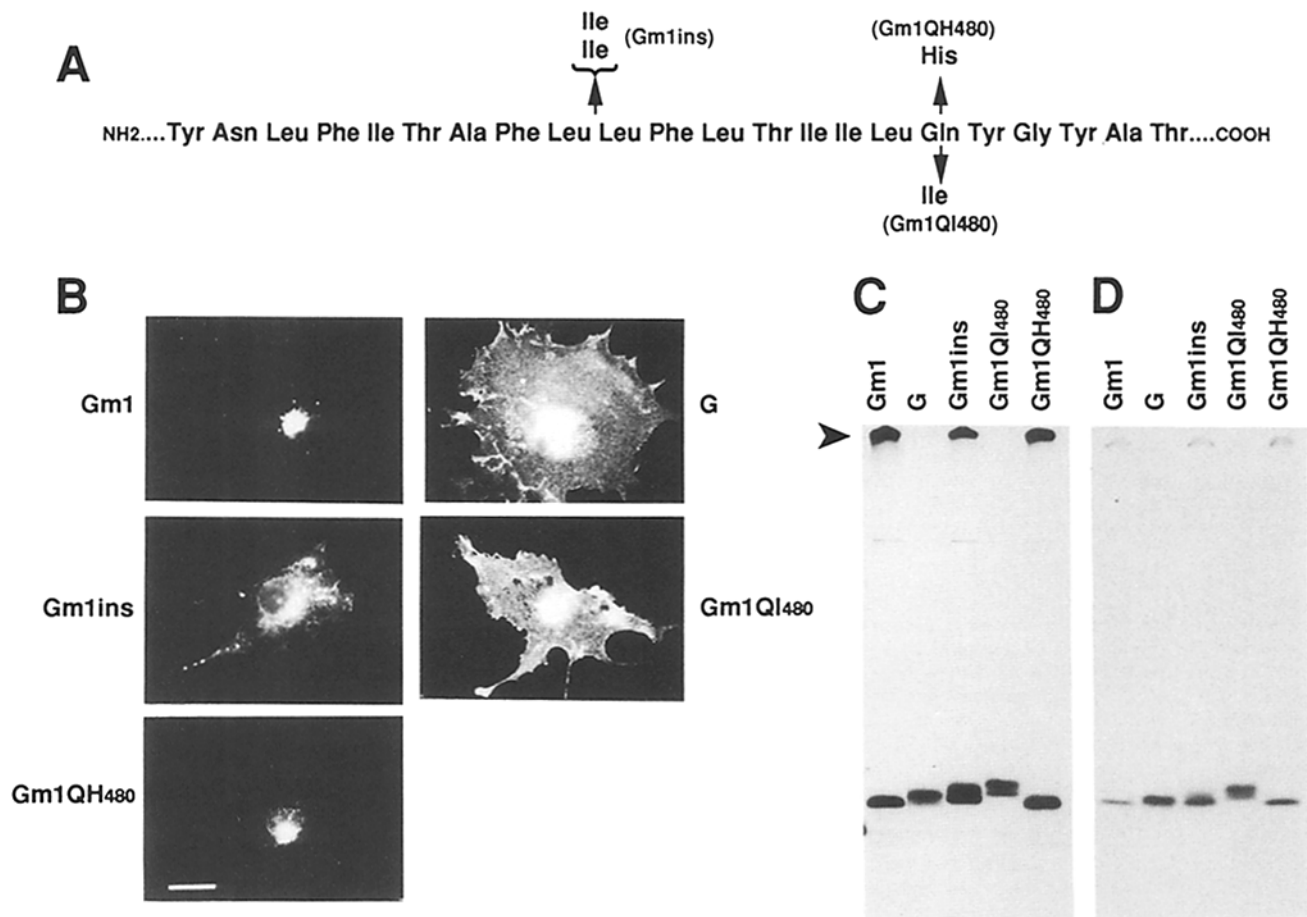 A
Ile
Ile
(Gm1ins)
(Gm1QH480)
His
NH2....Tyr Asn Leu Phe Ile Thr Ala Phe Leu Leu Phe Leu Thr Ile Ile Leu Gln Tyr Gly Tyr Ala Thr....COOH
Ile
(Gm1QI480)
B
Gm1
G
Gm1ins
Gm1QI480
Gm1QH480
C
Gm1
G
Gm1ins
Gm1QI480
Gm1QH480
D
Gm1
G
Gm1ins
Gm1QI480
Gm1QH480